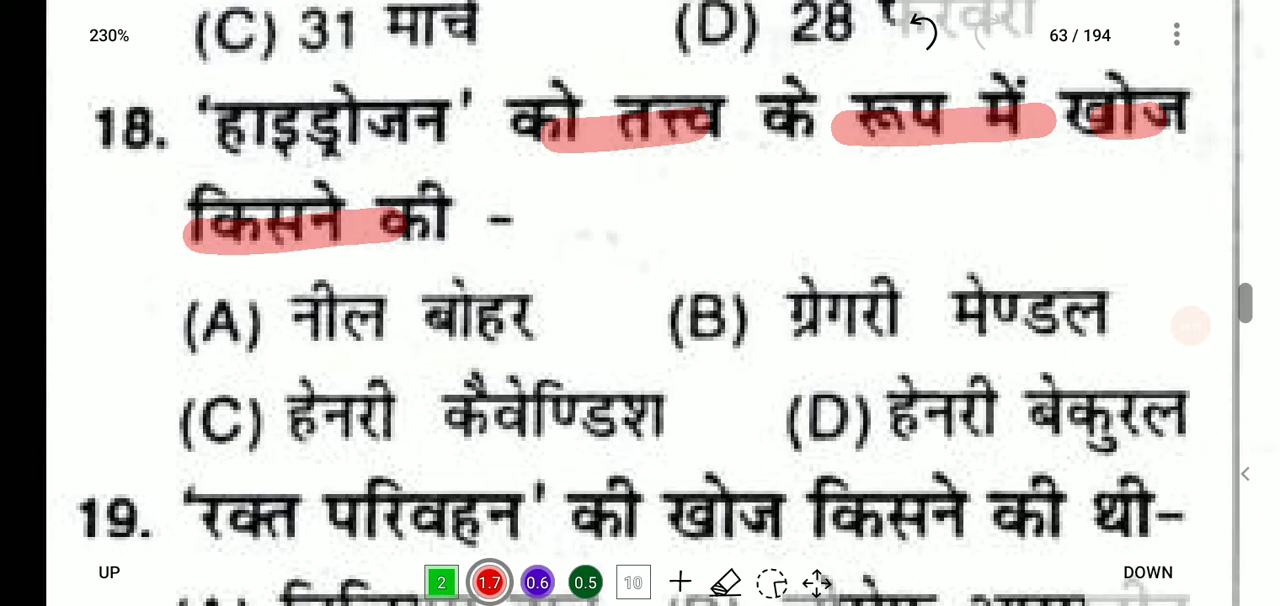 (C) 31 मार्च (D) 28 फरवरी
230%
63 / 194
18. 'हाइड्रोजन' को तत्त्व के रूप में खोज
किसने की -
(A) नील बोहर (B) ग्रेगरी मेण्डल
(C) हेनरी कैवेण्डिश (D) हेनरी बेकुरल
19. 'रक्त परिवहन' की खोज किसने की थी-
UP
2 1.7 0.6 0.5 10
DOWN